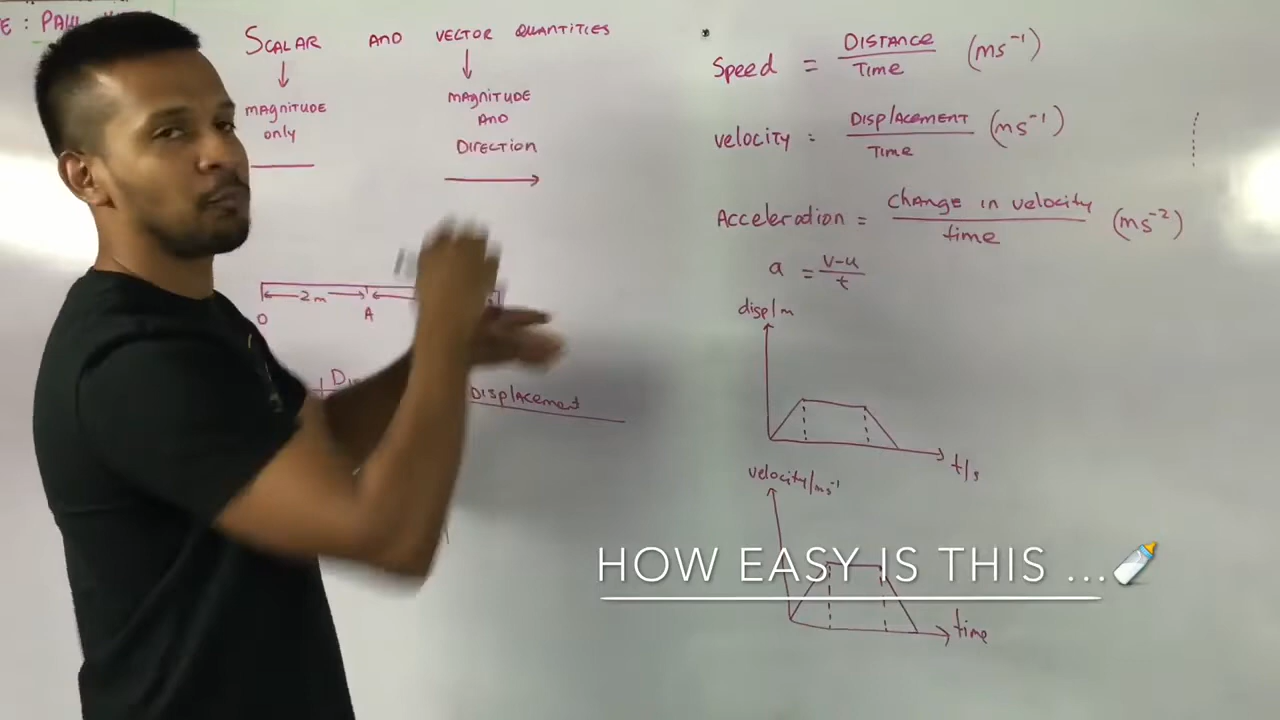 SCALAR AND VECTOR QUANTITIES
MAGNITUDE
only
MAGNITUDE
AND
DIRECTION
2m
O
A
Displacement
Speed = DISTANCE / Time (ms⁻¹)
velocity = DISPlACEMENT / Time (ms⁻¹)
Acceleration = Change in velocity / time (ms⁻²)
a = v-u / t
displ m
t/s
velocity/ms⁻¹
time
HOW EASY IS THIS ...🍼